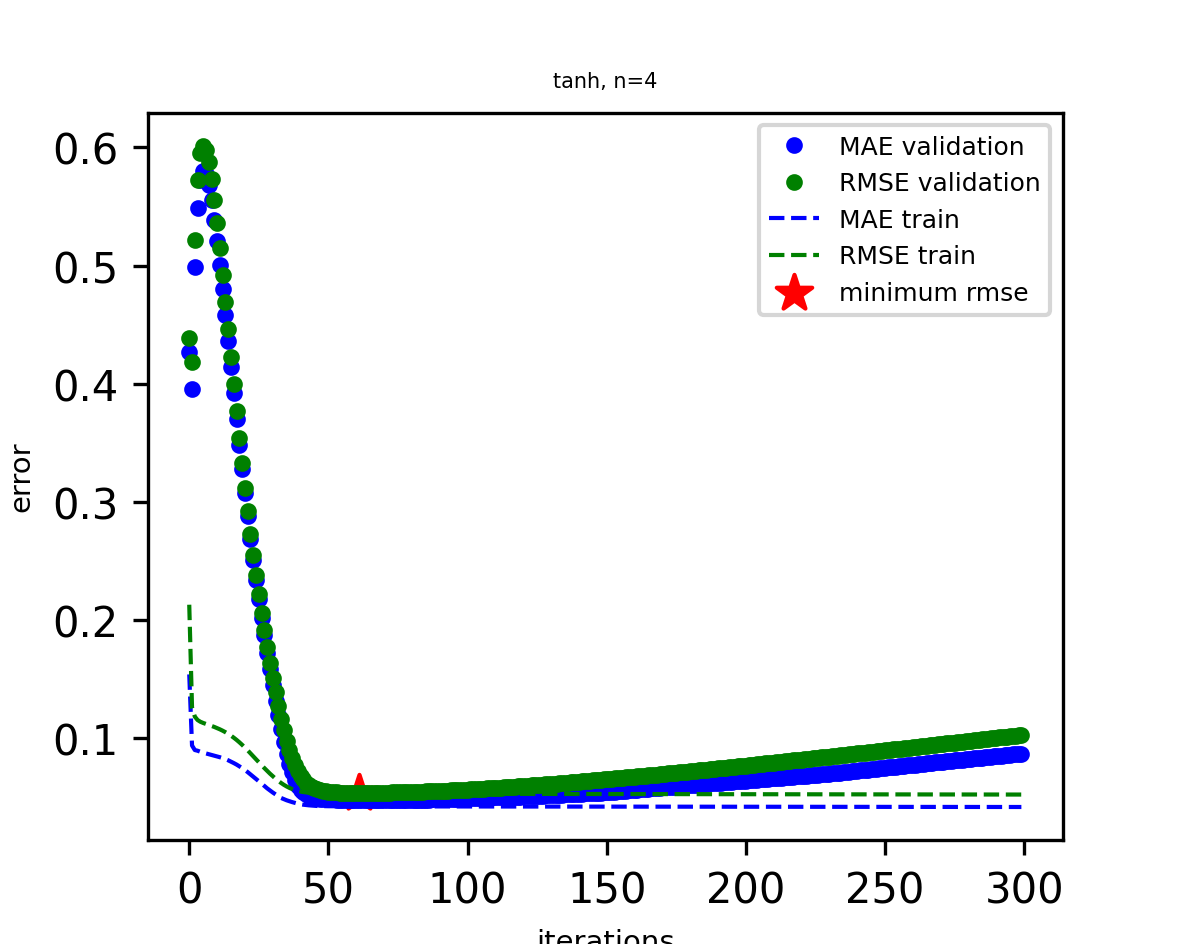 tanh, n=4
0.6
0.5
0.4
0.3
0.2
0.1
error
MAE validation
RMSE validation
MAE train
RMSE train
minimum rmse
0 50 100 150 200 250 300
iterations